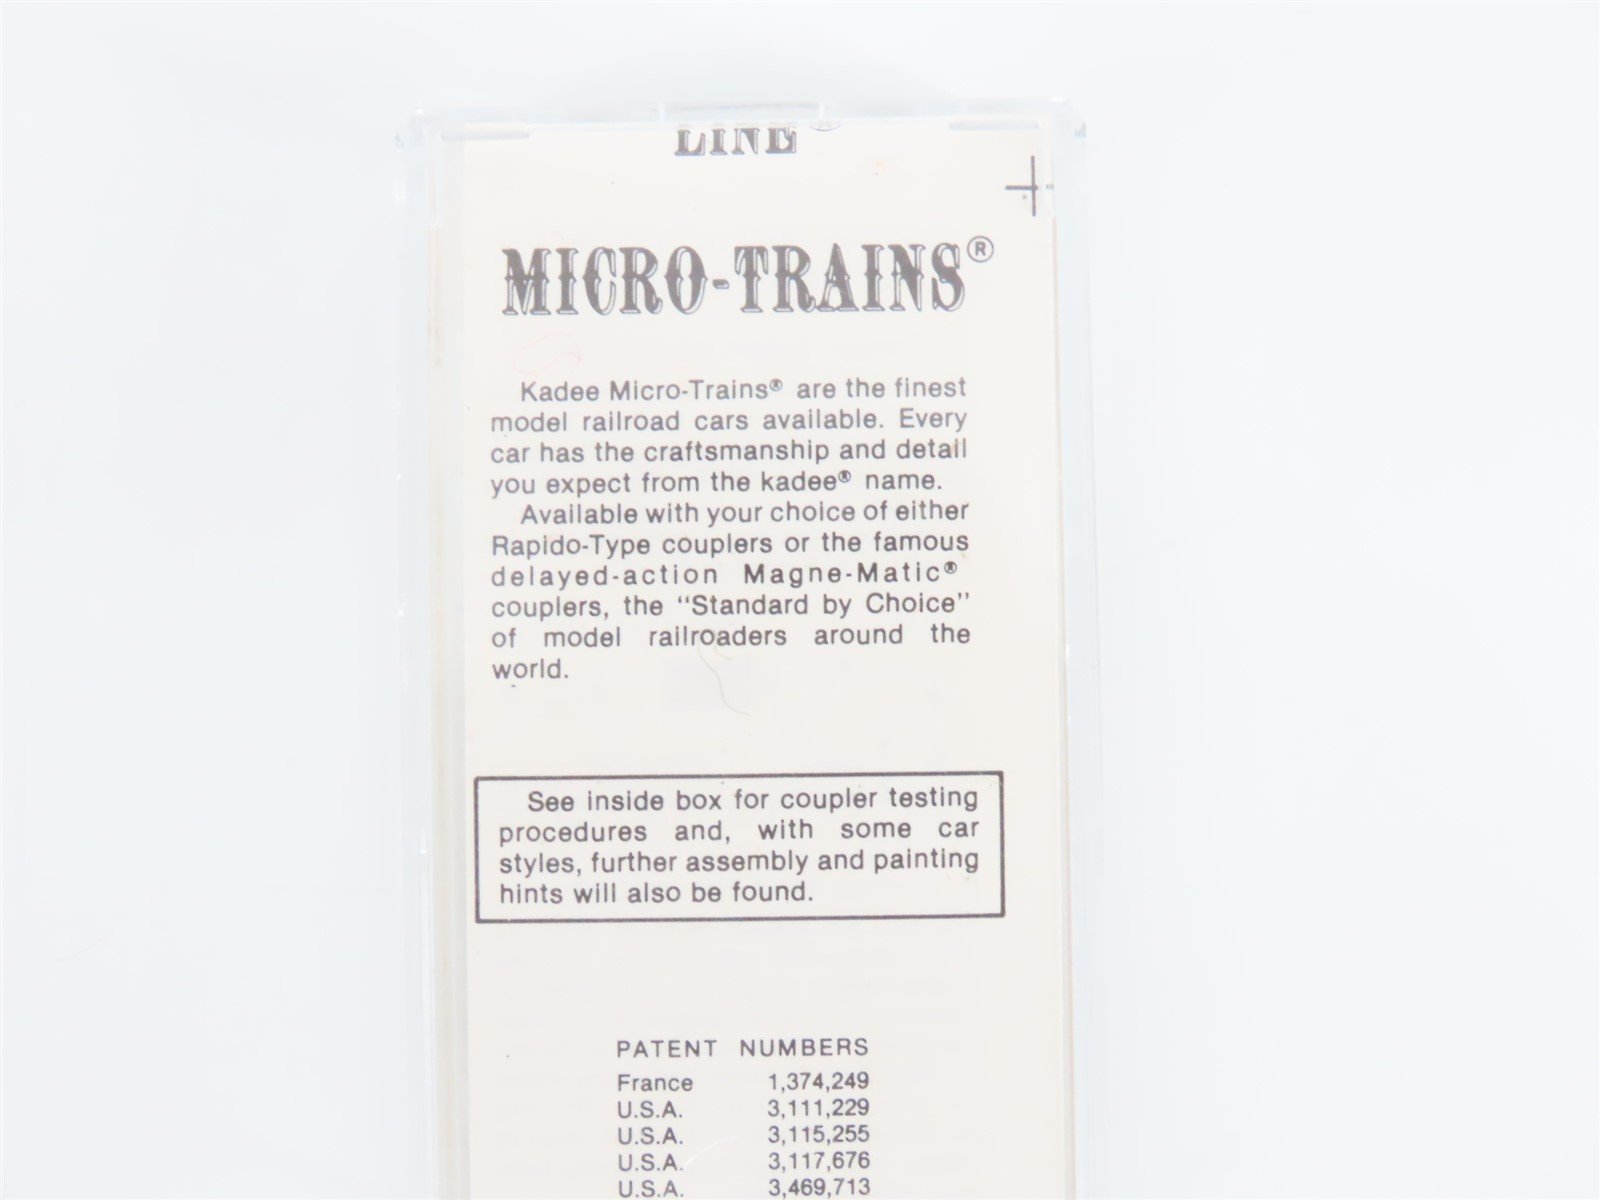 LINE®
MICRO-TRAINS®
Kadee Micro-Trains® are the finest
model railroad cars available. Every
car has the craftsmanship and detail
you expect from the kadee® name.
Available with your choice of either
Rapido-Type couplers or the famous
delayed-action Magne-Matic®
couplers, the "Standard by Choice"
of model railroaders around the
world.
See inside box for coupler testing
procedures and, with some car
styles, further assembly and painting
hints will also be found.
PATENT NUMBERS
France 1,374,249
U.S.A. 3,111,229
U.S.A. 3,115,255
U.S.A. 3,117,676
U.S.A. 3,469,713